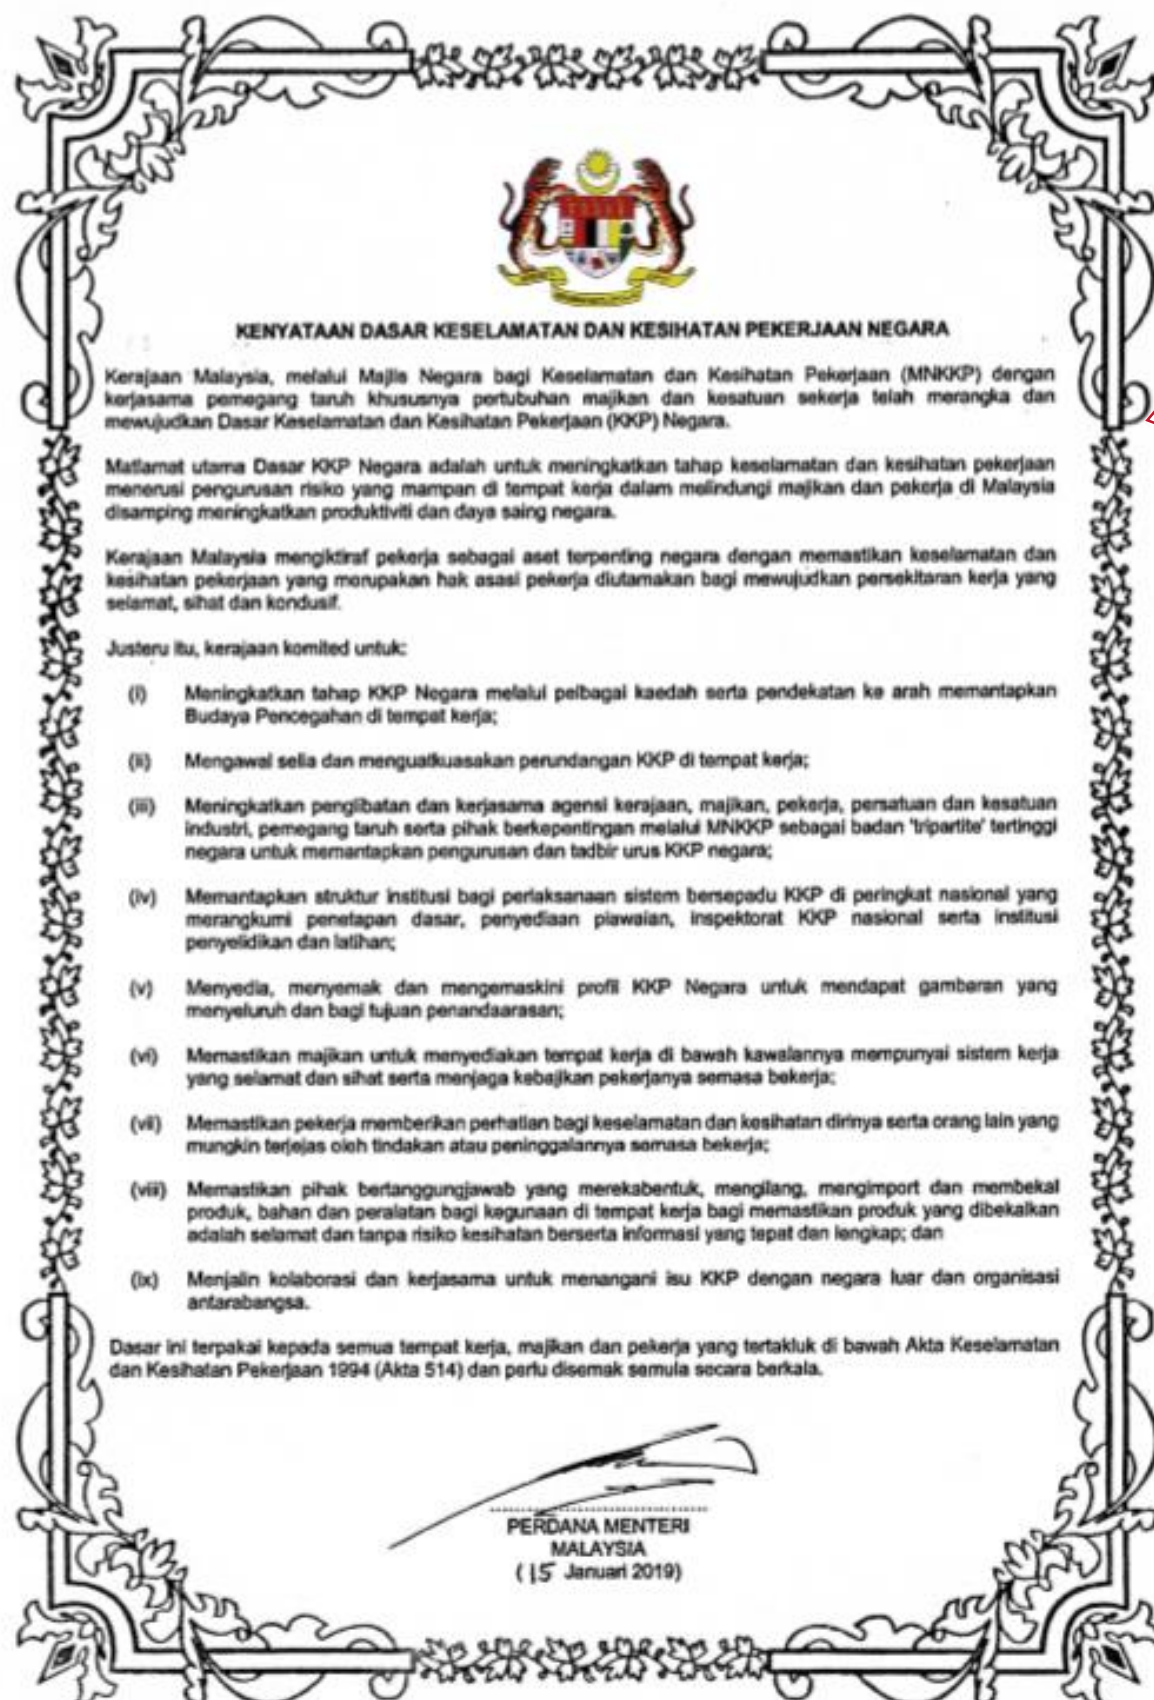 KENYATAAN DASAR KESELAMATAN DAN KESIHATAN PEKERJAAN NEGARA
Kerajaan Malaysia, melalui Majlis Negara bagi Keselamatan dan Kesihatan Pekerjaan (MNKKP) dengan
kerjasama pemegang taruh khususnya pertubuhan majikan dan kesatuan sekerja telah merangka dan
mewujudkan Dasar Keselamatan dan Kesihatan Pekerjaan (KKP) Negara.
Matlamat utama Dasar KKP Negara adalah untuk meningkatkan tahap keselamatan dan kesihatan pekerjaan
menerusi pengurusan risiko yang mampan di tempat kerja dalam melindungi majikan dan pekerja di Malaysia
disamping meningkatkan produktiviti dan daya saing negara.
Kerajaan Malaysia mengiktiraf pekerja sebagai aset terpenting negara dengan memastikan keselamatan dan
kesihatan pekerjaan yang merupakan hak asasi pekerja diutamakan bagi mewujudkan persekitaran kerja yang
selamat, sihat dan kondusif.
Justeru itu, kerajaan komited untuk:
(i) Meningkatkan tahap KKP Negara melalui pelbagai kaedah serta pendekatan ke arah memantapkan
Budaya Pencegahan di tempat kerja;
(ii) Mengawal selia dan menguatkuasakan perundangan KKP di tempat kerja;
(iii) Meningkatkan penglibatan dan kerjasama agensi kerajaan, majikan, pekerja, persatuan dan kesatuan
industri, pemegang taruh serta pihak berkepentingan melalui MNKKP sebagai badan 'tripartite' tertinggi
negara untuk memantapkan pengurusan dan tadbir urus KKP negara;
(iv) Memantapkan struktur institusi bagi perlaksanaan sistem bersepadu KKP di peringkat nasional yang
merangkumi penetapan dasar, penyediaan piawaian, inspektorat KKP nasional serta institusi
penyelidikan dan latihan;
(v) Menyedia, menyemak dan mengemaskini profil KKP Negara untuk mendapat gambaran yang
menyeluruh dan bagi tujuan penandaarasan;
(vi) Memastikan majikan untuk menyediakan tempat kerja di bawah kawalannya mempunyai sistem kerja
yang selamat dan sihat serta menjaga kebajikan pekerjanya semasa bekerja;
(vii) Memastikan pekerja memberikan perhatian bagi keselamatan dan kesihatan dirinya serta orang lain yang
mungkin terjejas oleh tindakan atau peninggalannya semasa bekerja;
(viii) Memastikan pihak bertanggungjawab yang merekabentuk, mengilang, mengimport dan membekal
produk, bahan dan peralatan bagi kegunaan di tempat kerja bagi memastikan produk yang dibekalkan
adalah selamat dan tanpa risiko kesihatan berserta informasi yang tepat dan lengkap; dan
(ix) Menjalin kolaborasi dan kerjasama untuk menangani isu KKP dengan negara luar dan organisasi
antarabangsa.
Dasar ini terpakai kepada semua tempat kerja, majikan dan pekerja yang tertakluk di bawah Akta Keselamatan
dan Kesihatan Pekerjaan 1994 (Akta 514) dan perlu disemak semula secara berkala.
PERDANA MENTERI
MALAYSIA
(15 Januari 2019)